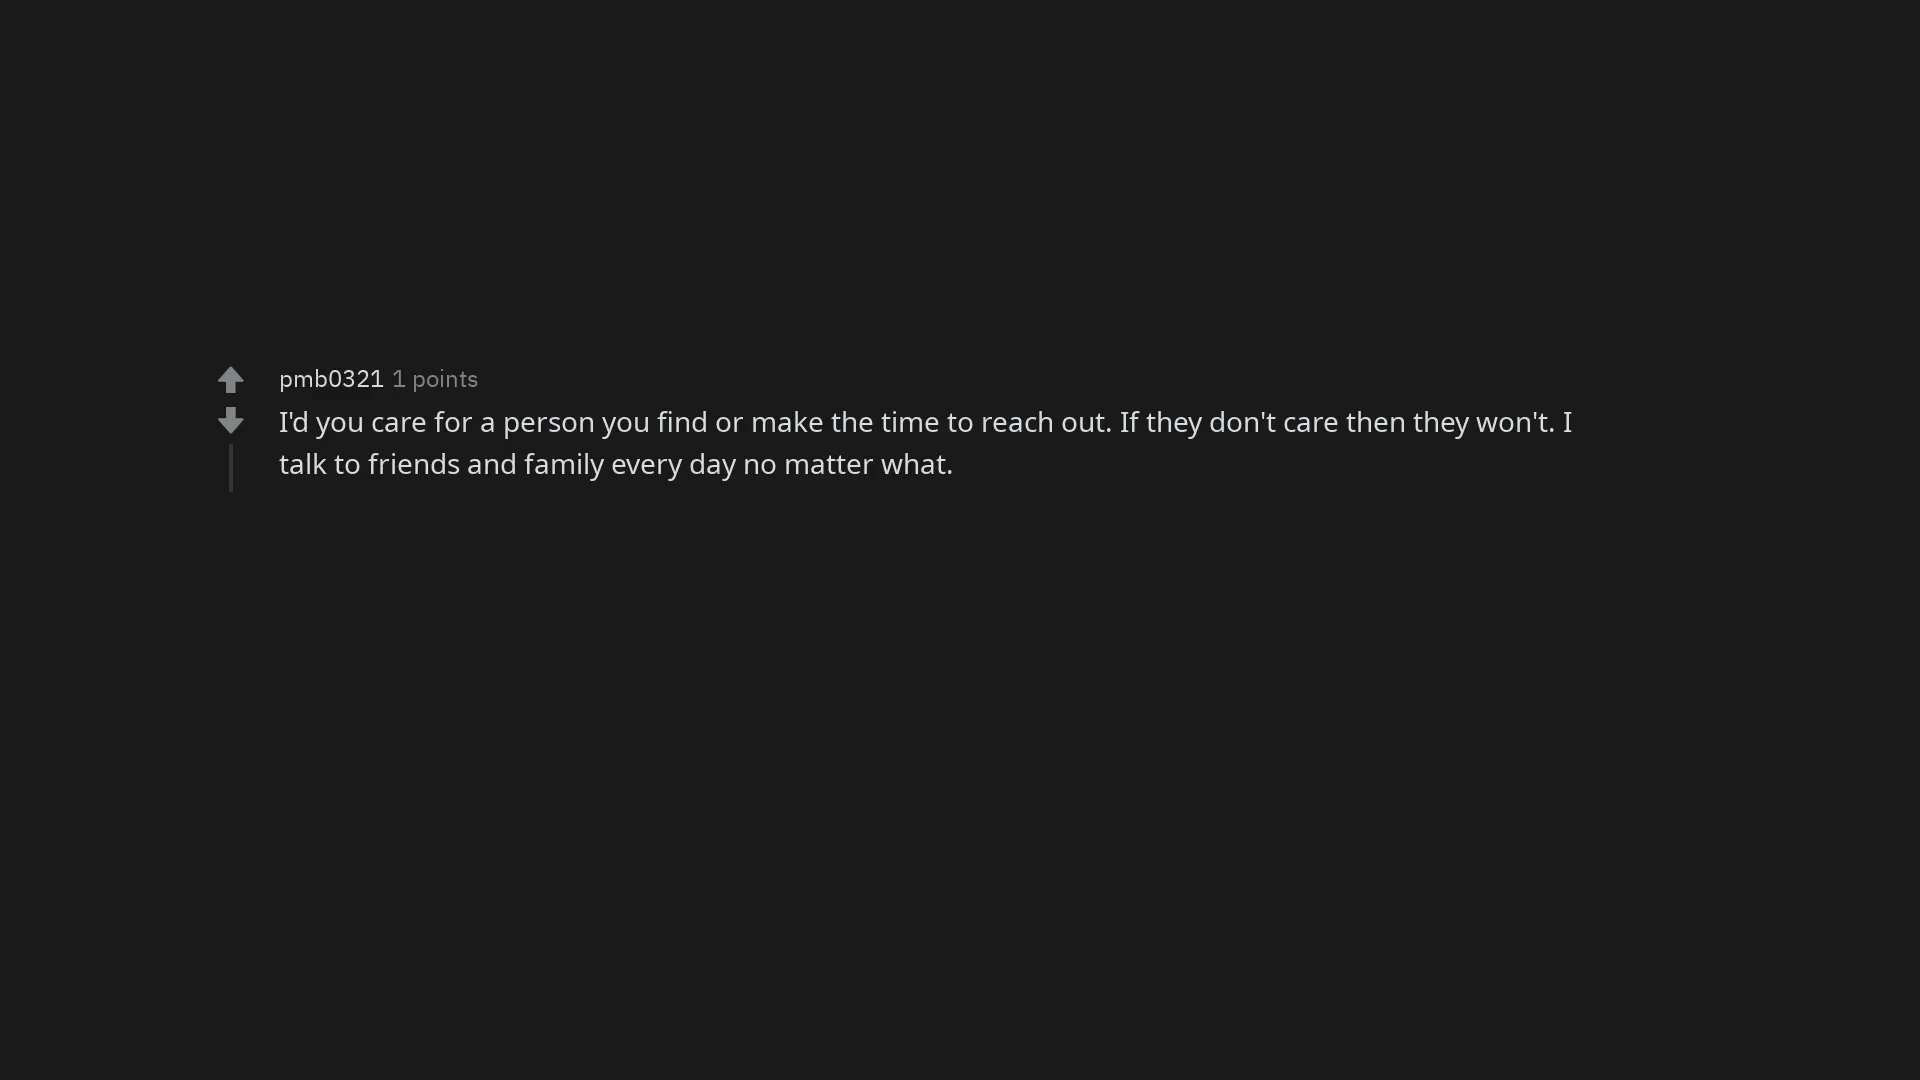 pmb0321 1 points
I'd you care for a person you find or make the time to reach out. If they don't care then they won't. I
talk to friends and family every day no matter what.